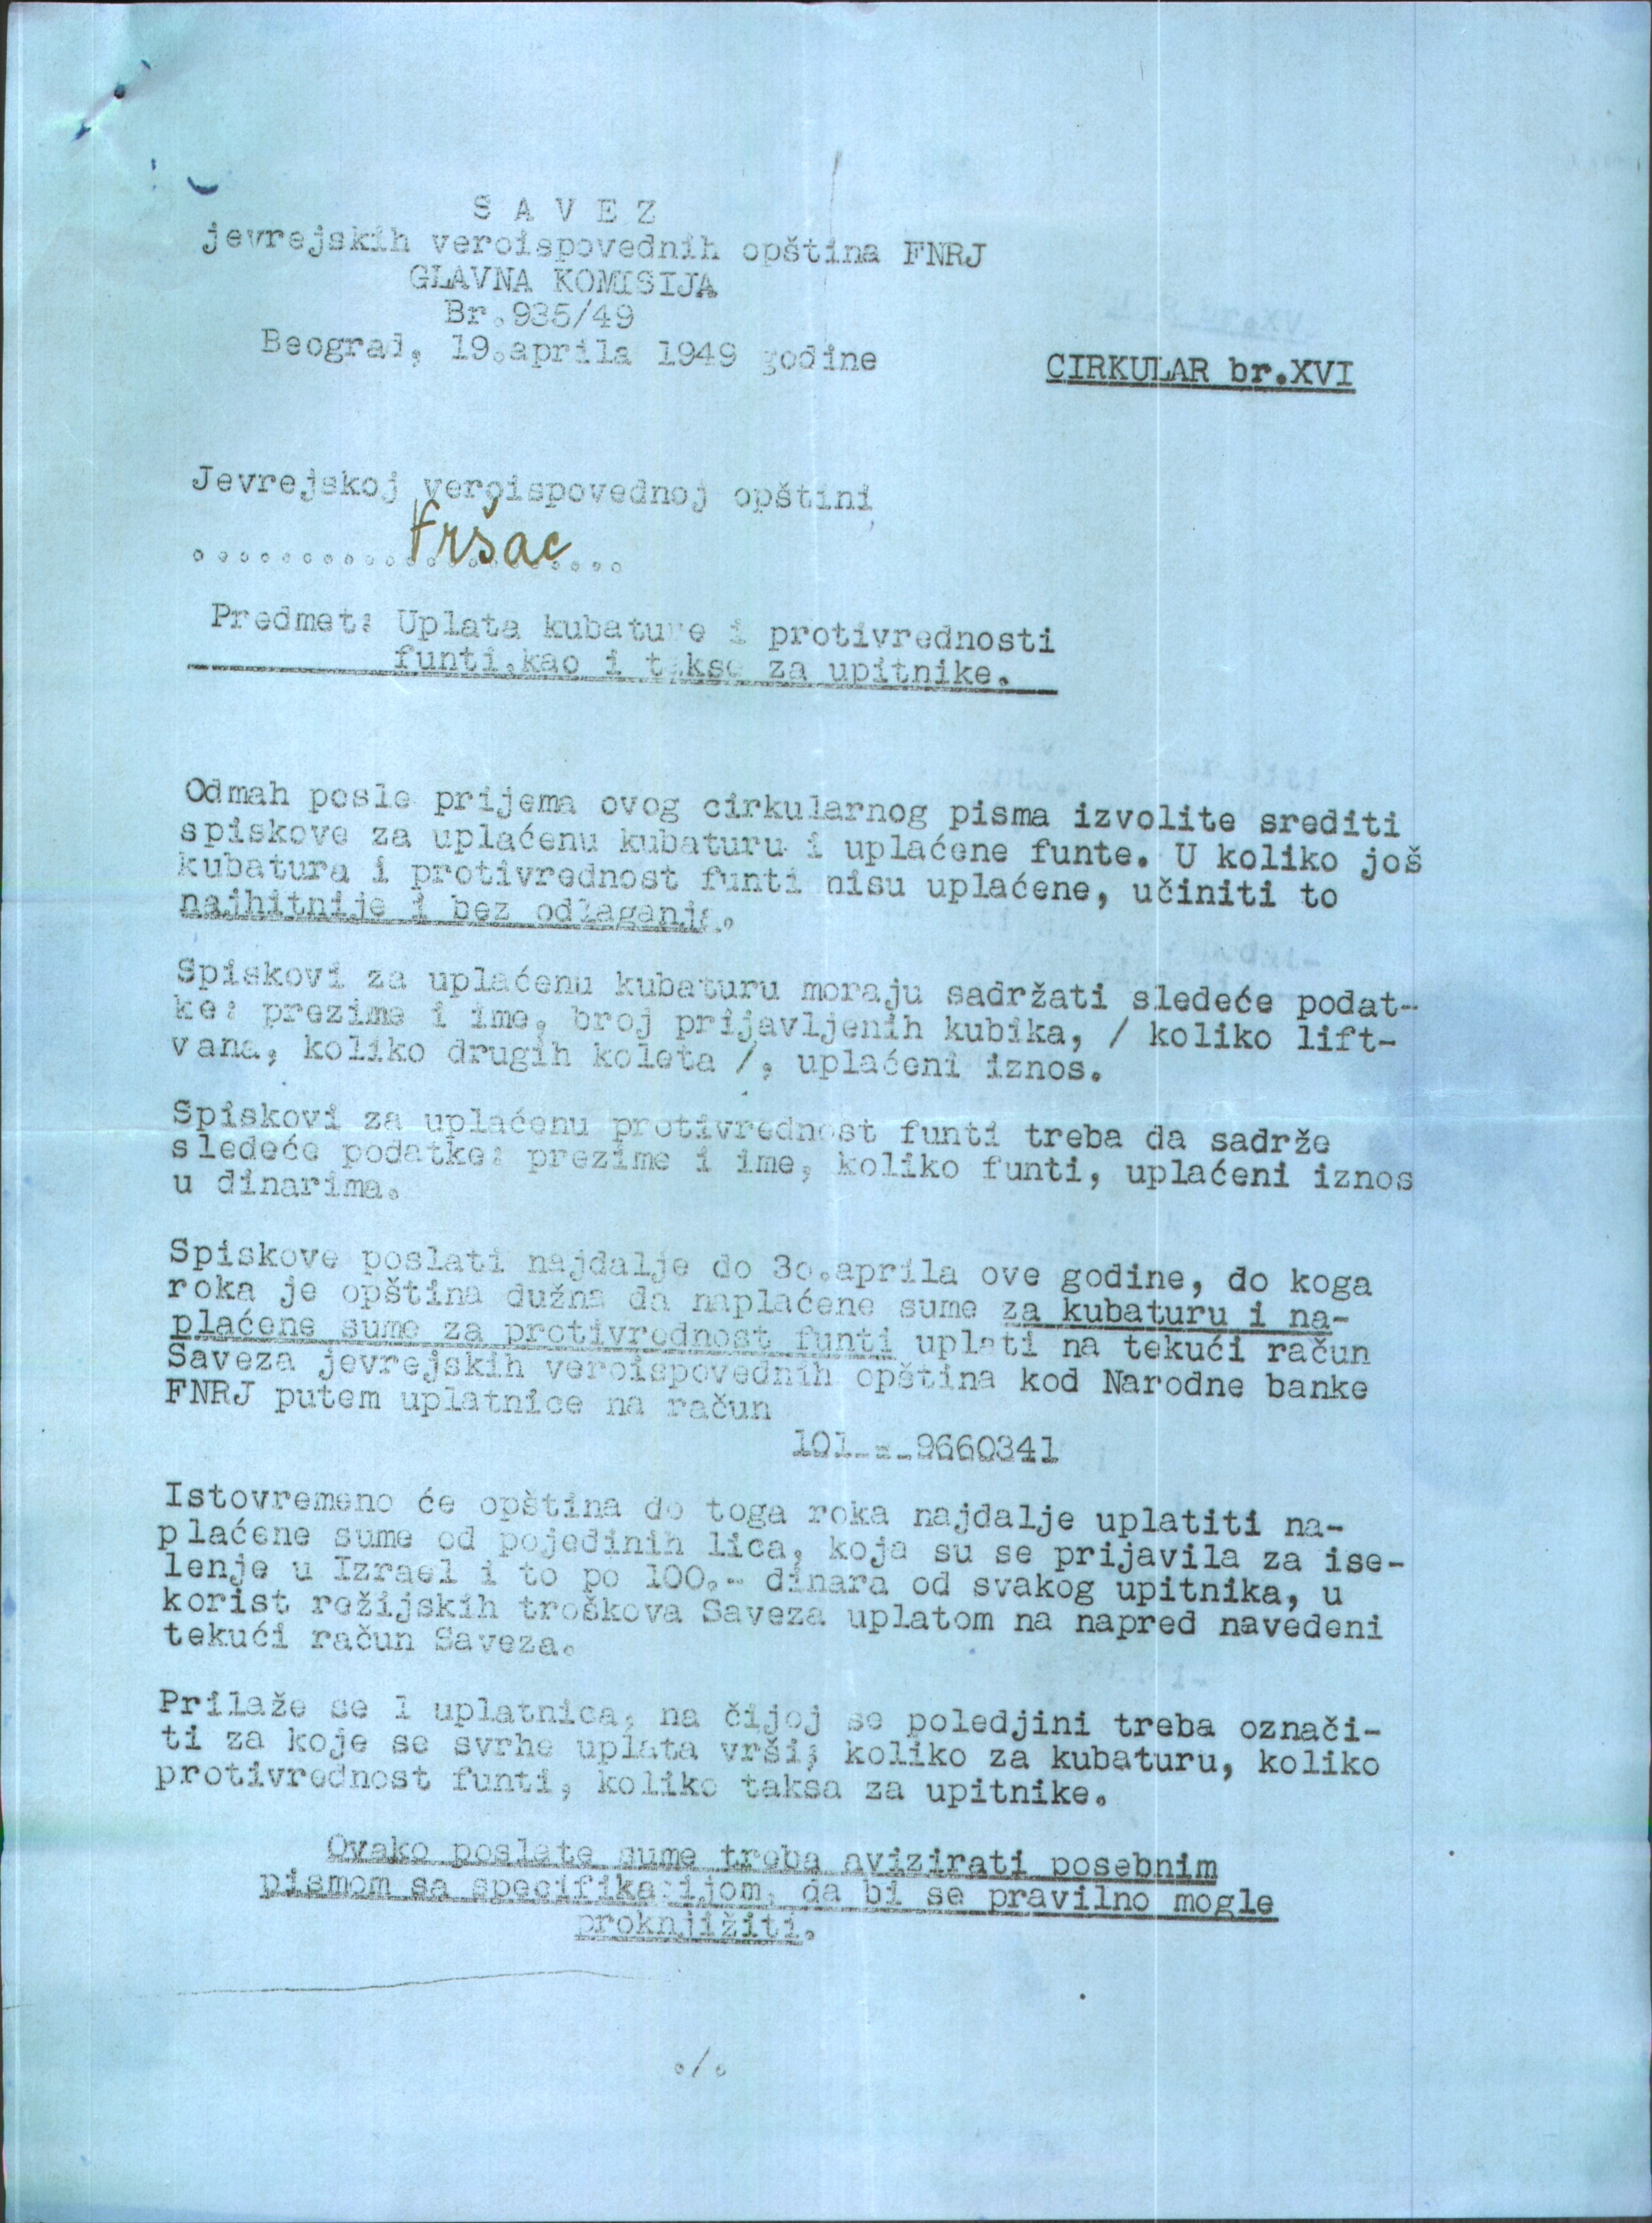 S A V E Z
jevrejskih veroispovednih opština FNRJ
GLAVNA KOMISIJA
Br.935/49
Beograd, 19.aprila 1949 godine
CIRKULAR br.XVI
Jevrejskoj veroispovednoj opštini
..........Vršac...
Predmet: Uplata kubature i protivrednosti
funti,kao i takse za upitnike.
Odmah posle prijema ovog cirkularnog pisma izvolite srediti
spiskove za uplaćenu kubaturu i uplaćene funte. U koliko još
kubatura i protivrednost funti nisu uplaćene, učiniti to
najhitnije i bez odlaganja.
Spiskovi za uplaćenu kubaturu moraju sadržati sledeće podat-
ke: prezime i ime, broj prijavljenih kubika, / koliko lift-
vana, koliko drugih koleta /, uplaćeni iznos.
Spiskovi za uplaćenu protivrednost funti treba da sadrže
sledeće podatke: prezime i ime, koliko funti, uplaćeni iznos
u dinarima.
Spiskove poslati najdalje do 3o.aprila ove godine, do koga
roka je opština dužna da naplaćene sume za kubaturu i na-
plaćene sume za protivrednost funti uplati na tekući račun
Saveza jevrejskih veroispovednih opština kod Narodne banke
FNRJ putem uplatnice na račun
101 - 9660341
Istovremeno će opština do toga roka najdalje uplatiti na-
plaćene sume od pojedinih lica, koja su se prijavila za ise-
lenje u Izrael i to po 100.- dinara od svakog upitnika, u
korist režijskih troškova Saveza uplatom na napred navedeni
tekući račun Saveza.
Prilaže se 1 uplatnica, na čijoj se poledjini treba označi-
ti za koje se svrhe uplata vrši; koliko za kubaturu, koliko
protivrednost funti, koliko taksa za upitnike.
Ovako poslate sume treba avizirati posebnim
pismom sa specifikacijom, da bi se pravilno mogle
proknjižiti.
./.